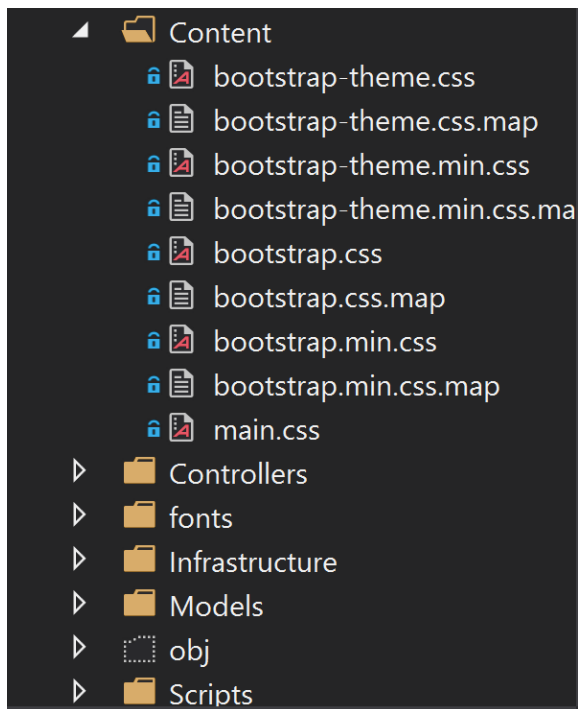 Content
bootstrap-theme.css
bootstrap-theme.css.map
bootstrap-theme.min.css
bootstrap-theme.min.css.ma
bootstrap.css
bootstrap.css.map
bootstrap.min.css
bootstrap.min.css.map
main.css
Controllers
fonts
Infrastructure
Models
obj
Scripts